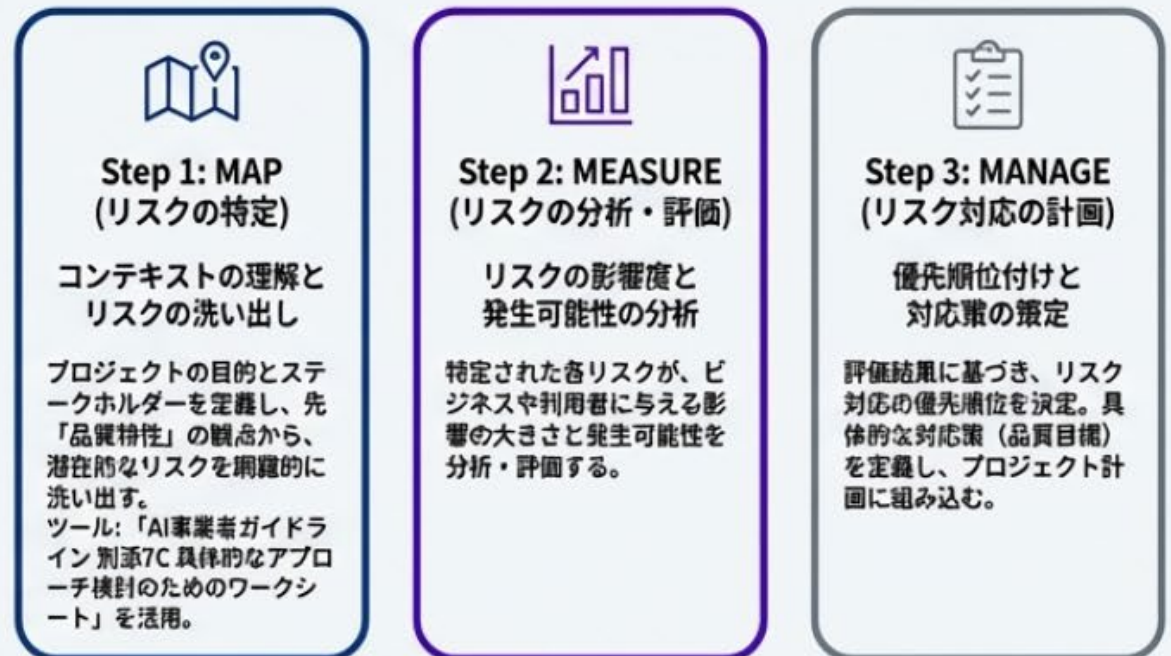 Step 1: MAP
(リスクの特定)
コンテキストの理解と
リスクの洗い出し
プロジェクトの目的とステ
ークホルダーを定義し、先
「品質特性」の観点から、
潜在的なリスクを網羅的に
洗い出す。
ツール: 「AI事業者ガイドラ
イン 別添7C 具体的なアプロ
ーチ検討のためのワークシ
ート」を活用。
Step 2: MEASURE
(リスクの分析・評価)
リスクの影響度と
発生可能性の分析
特定された各リスクが、ビ
ジネスや利用者に与える影
響の大きさと発生可能性を
分析・評価する。
Step 3: MANAGE
(リスク対応の計画)
優先順位付けと
対応策の策定
評価結果に基づき、リスク
対応の優先順位を決定。具
体的な対応策（品質目標）
を定義し、プロジェクト計
画に組み込む。